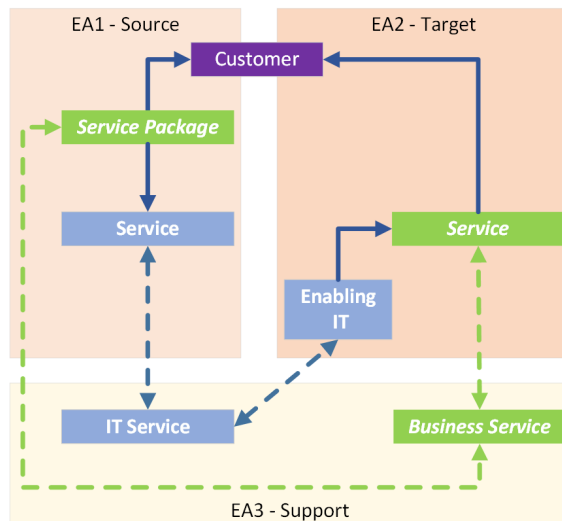 EA1 - Source
EA2 - Target
Customer
Service Package
Service
Service
Enabling
IT
IT Service
Business Service
EA3 - Support